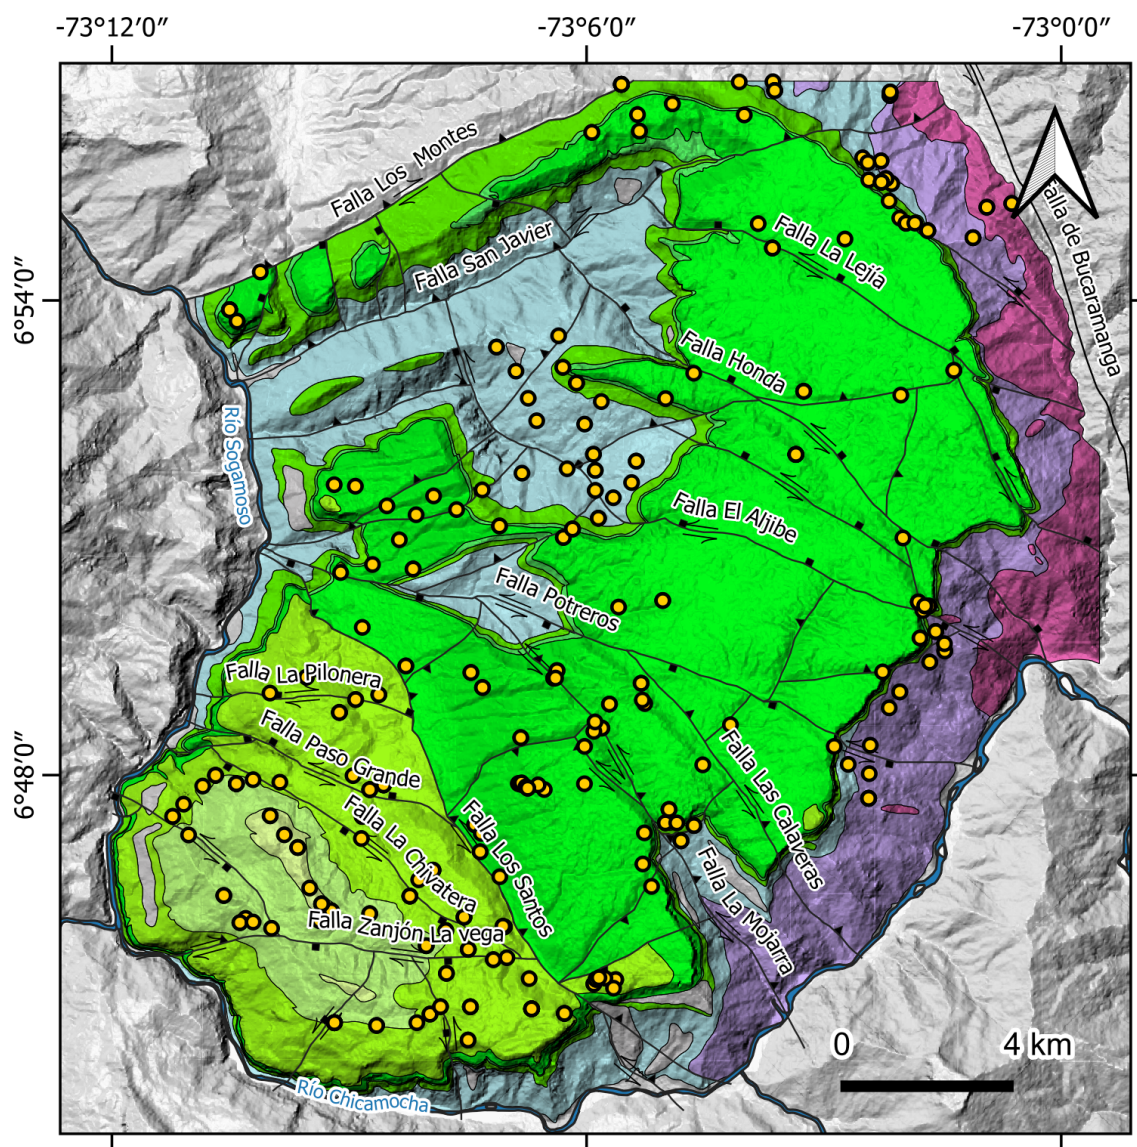 -73°12′0″
-73°6′0″
-73°0′0″
6°54′0″
6°48′0″
Falla Los Montes
Falla San Javier
Falla La Lejía
Falla de Bucaramanga
Falla Honda
Río Sogamoso
Falla El Aljibe
Falla Potreros
Falla La Pilonera
Falla Paso Grande
Falla La Chivatera
Falla Los Santos
Falla Las Calaveras
Falla La Mojarra
Falla Zanjón La vega
Río Chicamocha
0
4 km